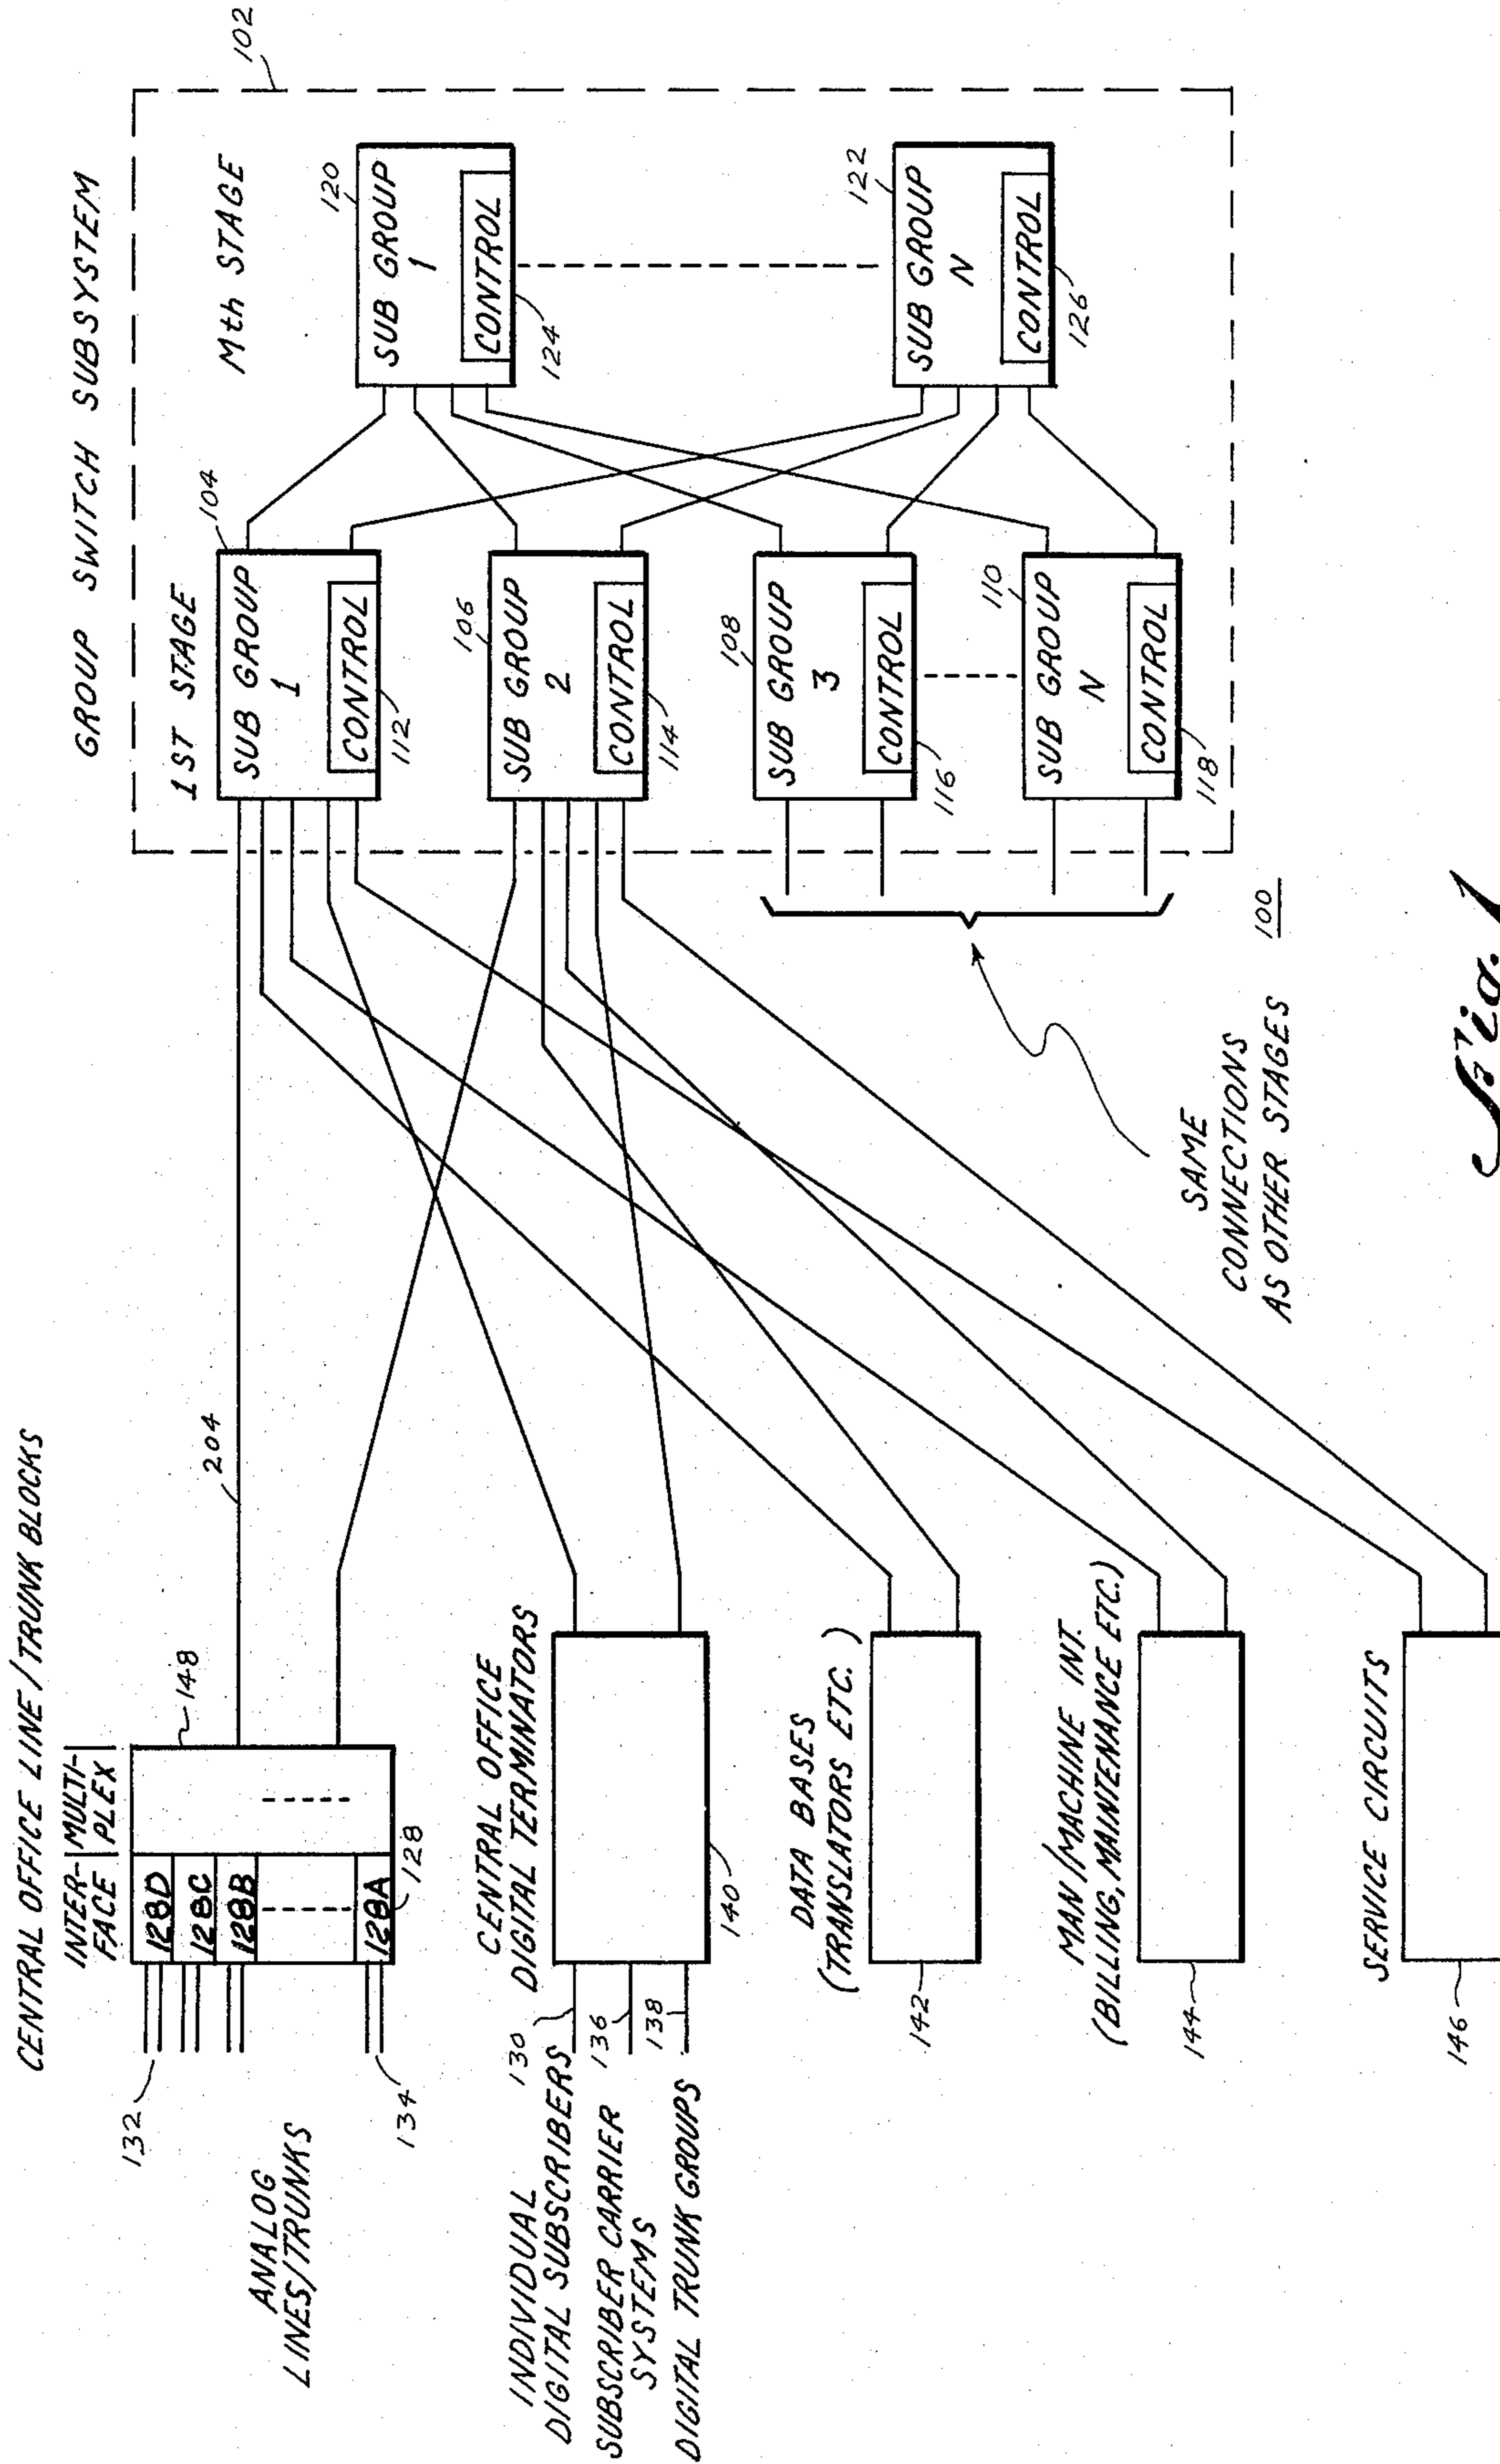 CENTRAL OFFICE LINE/TRUNK BLOCKS
INTER-
FACE
MULTI-
PLEX
148
128D
128C
128B
128A
128
132
134
204
ANALOG
LINES/TRUNKS
CENTRAL OFFICE
DIGITAL TERMINATORS
140
130
136
138
INDIVIDUAL
DIGITAL SUBSCRIBERS
SUBSCRIBER CARRIER
SYSTEMS
DIGITAL TRUNK GROUPS
DATA BASES
(TRANSLATORS ETC.)
142
MAN/MACHINE INT.
(BILLING, MAINTENANCE ETC.)
144
SERVICE CIRCUITS
146
GROUP SWITCH SUBSYSTEM
102
1ST STAGE
Mth STAGE
104
SUB GROUP
1
CONTROL
112
106
SUB GROUP
2
CONTROL
114
108
SUB GROUP
3
CONTROL
116
110
SUB GROUP
N
CONTROL
118
120
SUB GROUP
1
CONTROL
124
122
SUB GROUP
N
CONTROL
126
SAME
CONNECTIONS
AS OTHER STAGES
100
Fig. 1